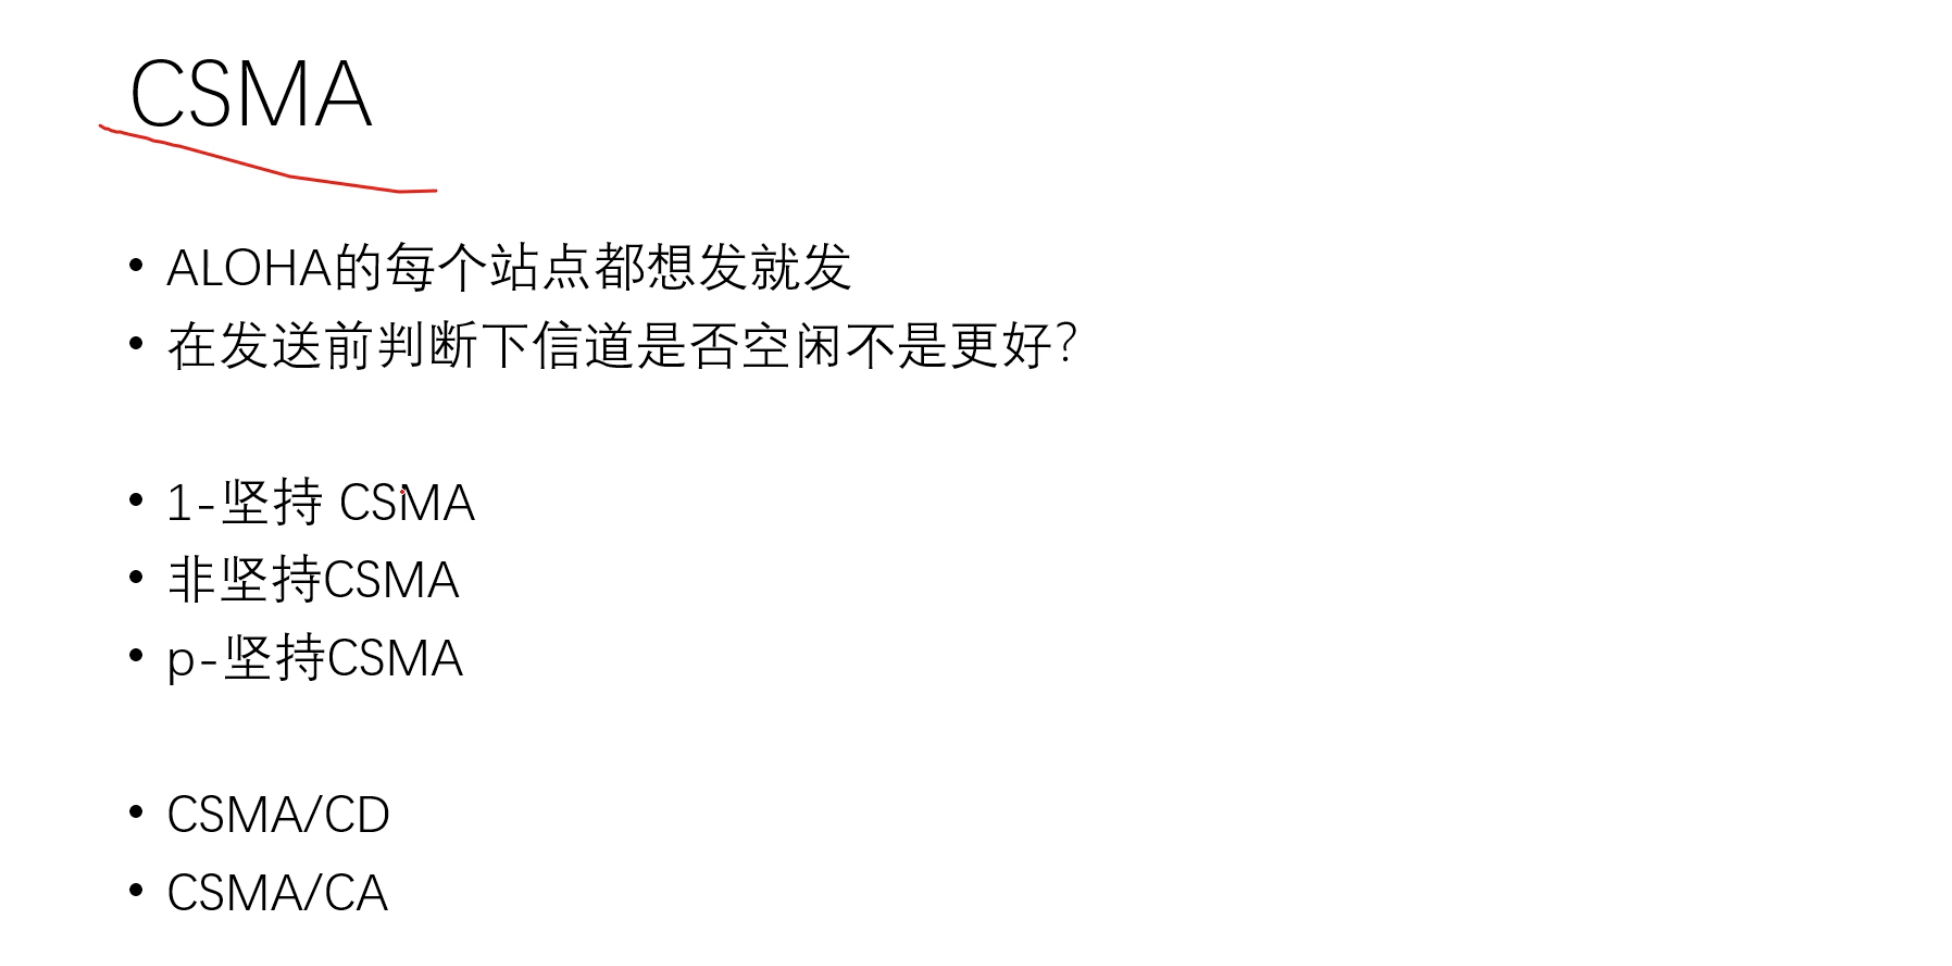 CSMA
• ALOHA的每个站点都想发就发
• 在发送前判断下信道是否空闲不是更好?
• 1-坚持 CSMA
• 非坚持CSMA
• p-坚持CSMA
• CSMA/CD
• CSMA/CA